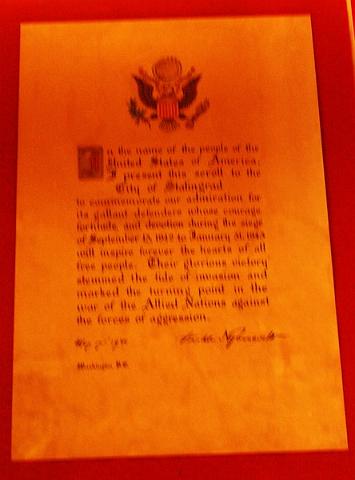 In the name of the people of the
United States of America,
I present this scroll to the
City of Stalingrad
to commemorate our admiration for
its gallant defenders whose courage,
fortitude, and devotion during the siege
of September 13, 1942 to January 31, 1943
will inspire forever the hearts of all
free people. Their glorious victory
stemmed the tide of invasion and
marked the turning point in the
war of the Allied Nations against
the forces of aggression.
Washington, D.C.